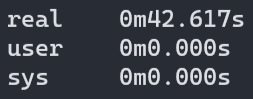 real    0m42.617s
user    0m0.000s
sys     0m0.000s